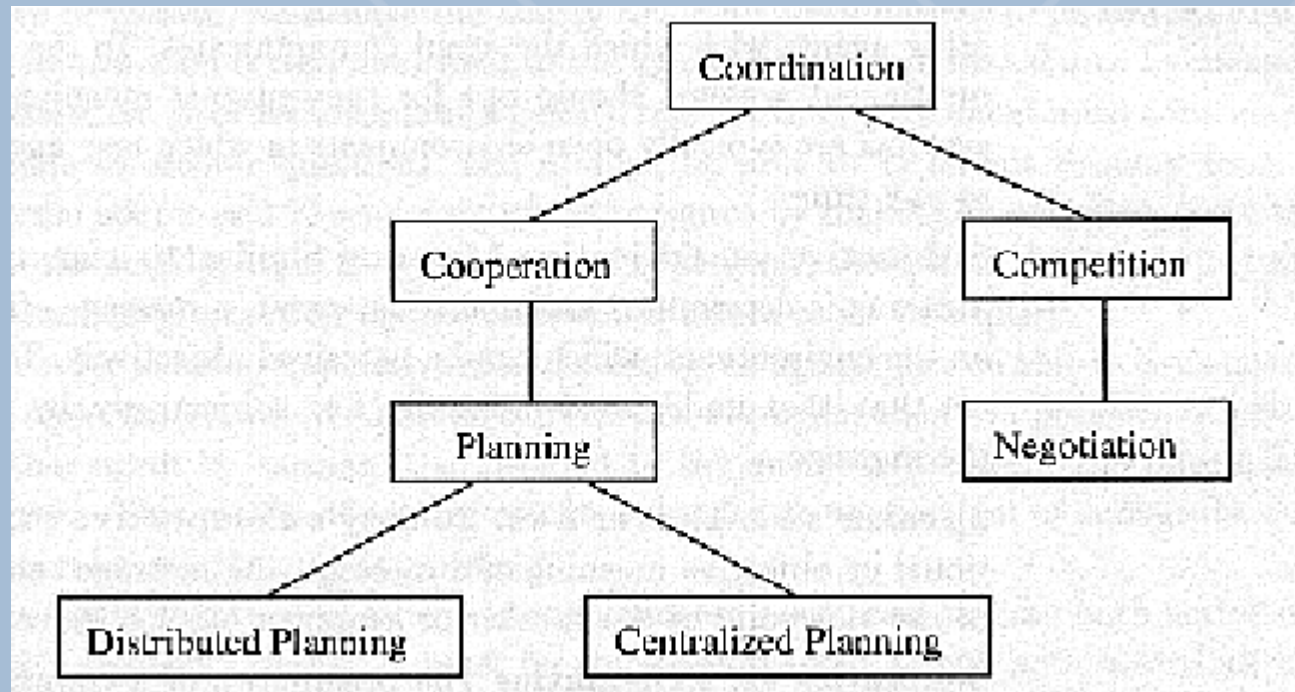 Coordination
Cooperation
Competition
Planning
Negotiation
Distributed Planning
Centralized Planning